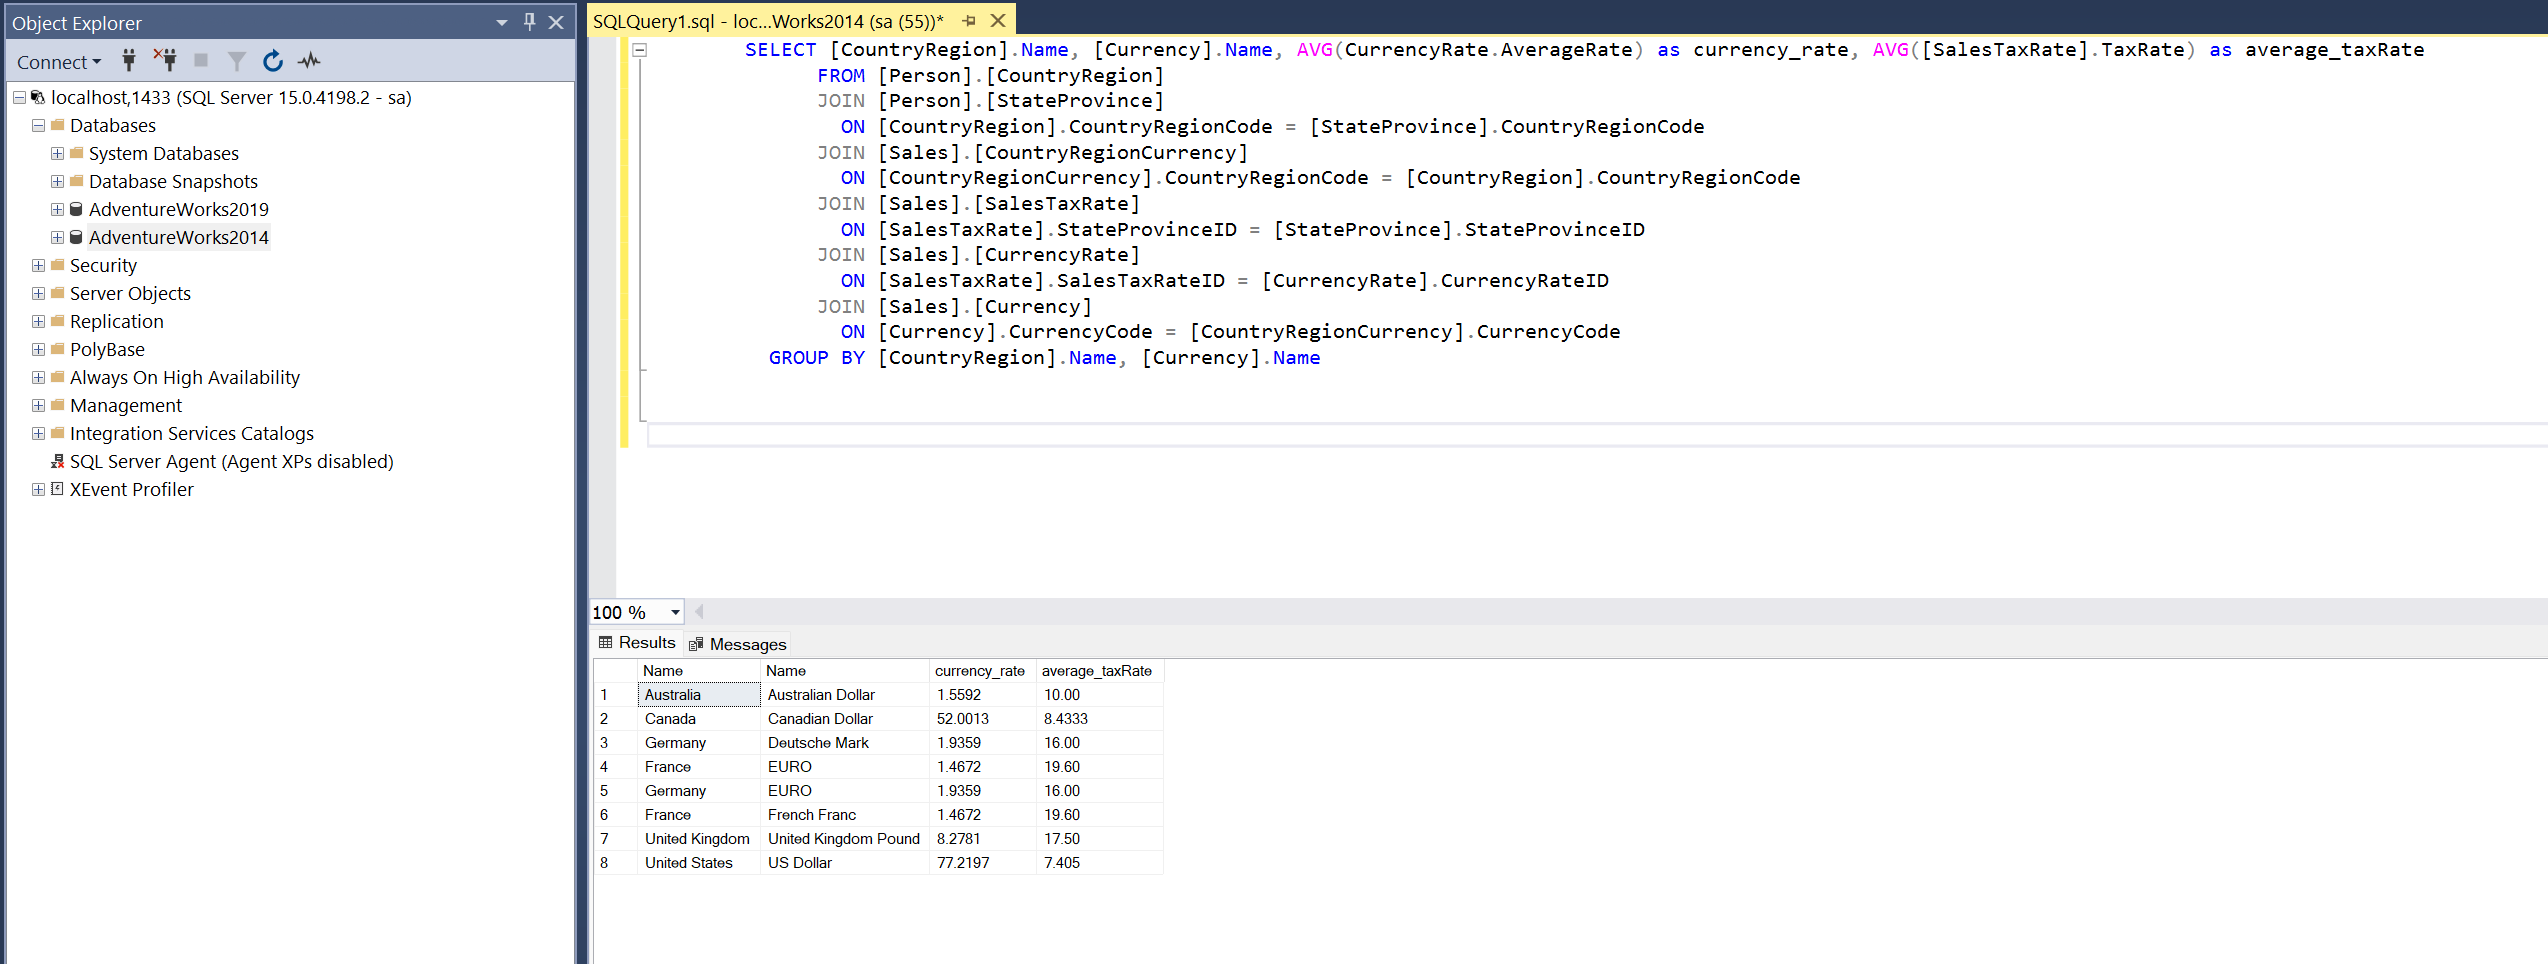 Object Explorer
Connect
localhost,1433 (SQL Server 15.0.4198.2 - sa)
Databases
System Databases
Database Snapshots
AdventureWorks2019
AdventureWorks2014
Security
Server Objects
Replication
PolyBase
Always On High Availability
Management
Integration Services Catalogs
SQL Server Agent (Agent XPs disabled)
XEvent Profiler
SQLQuery1.sql - loc...Works2014 (sa (55))*
SELECT [CountryRegion].Name, [Currency].Name, AVG(CurrencyRate.AverageRate) as currency_rate, AVG([SalesTaxRate].TaxRate) as average_taxRate
FROM [Person].[CountryRegion]
JOIN [Person].[StateProvince]
ON [CountryRegion].CountryRegionCode = [StateProvince].CountryRegionCode
JOIN [Sales].[CountryRegionCurrency]
ON [CountryRegionCurrency].CountryRegionCode = [CountryRegion].CountryRegionCode
JOIN [Sales].[SalesTaxRate]
ON [SalesTaxRate].StateProvinceID = [StateProvince].StateProvinceID
JOIN [Sales].[CurrencyRate]
ON [SalesTaxRate].SalesTaxRateID = [CurrencyRate].CurrencyRateID
JOIN [Sales].[Currency]
ON [Currency].CurrencyCode = [CountryRegionCurrency].CurrencyCode
GROUP BY [CountryRegion].Name, [Currency].Name
100 %
Results Messages
Name Name currency_rate average_taxRate
1 Australia Australian Dollar 1.5592 10.00
2 Canada Canadian Dollar 52.0013 8.4333
3 Germany Deutsche Mark 1.9359 16.00
4 France EURO 1.4672 19.60
5 Germany EURO 1.9359 16.00
6 France French Franc 1.4672 19.60
7 United Kingdom United Kingdom Pound 8.2781 17.50
8 United States US Dollar 77.2197 7.405